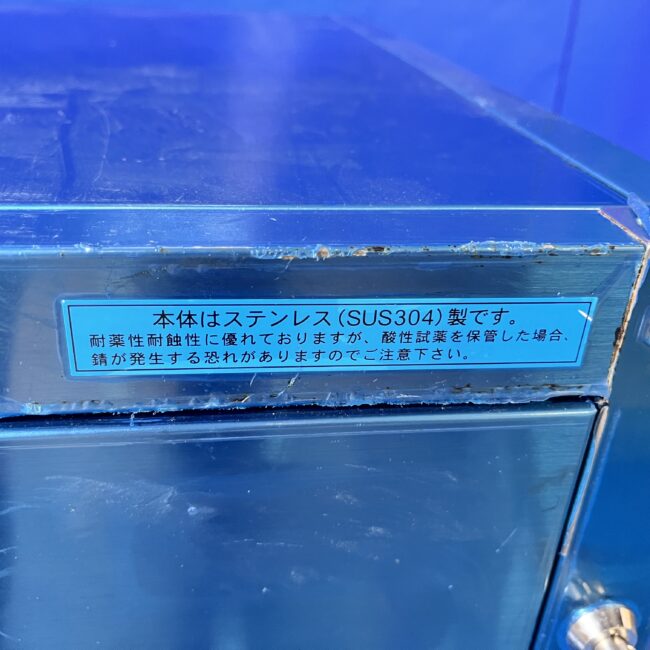 本体はステンレス(SUS304)製です。
耐薬性耐蝕性に優れておりますが、酸性試薬を保管した場合、
錆が発生する恐れがありますのでご注意下さい。